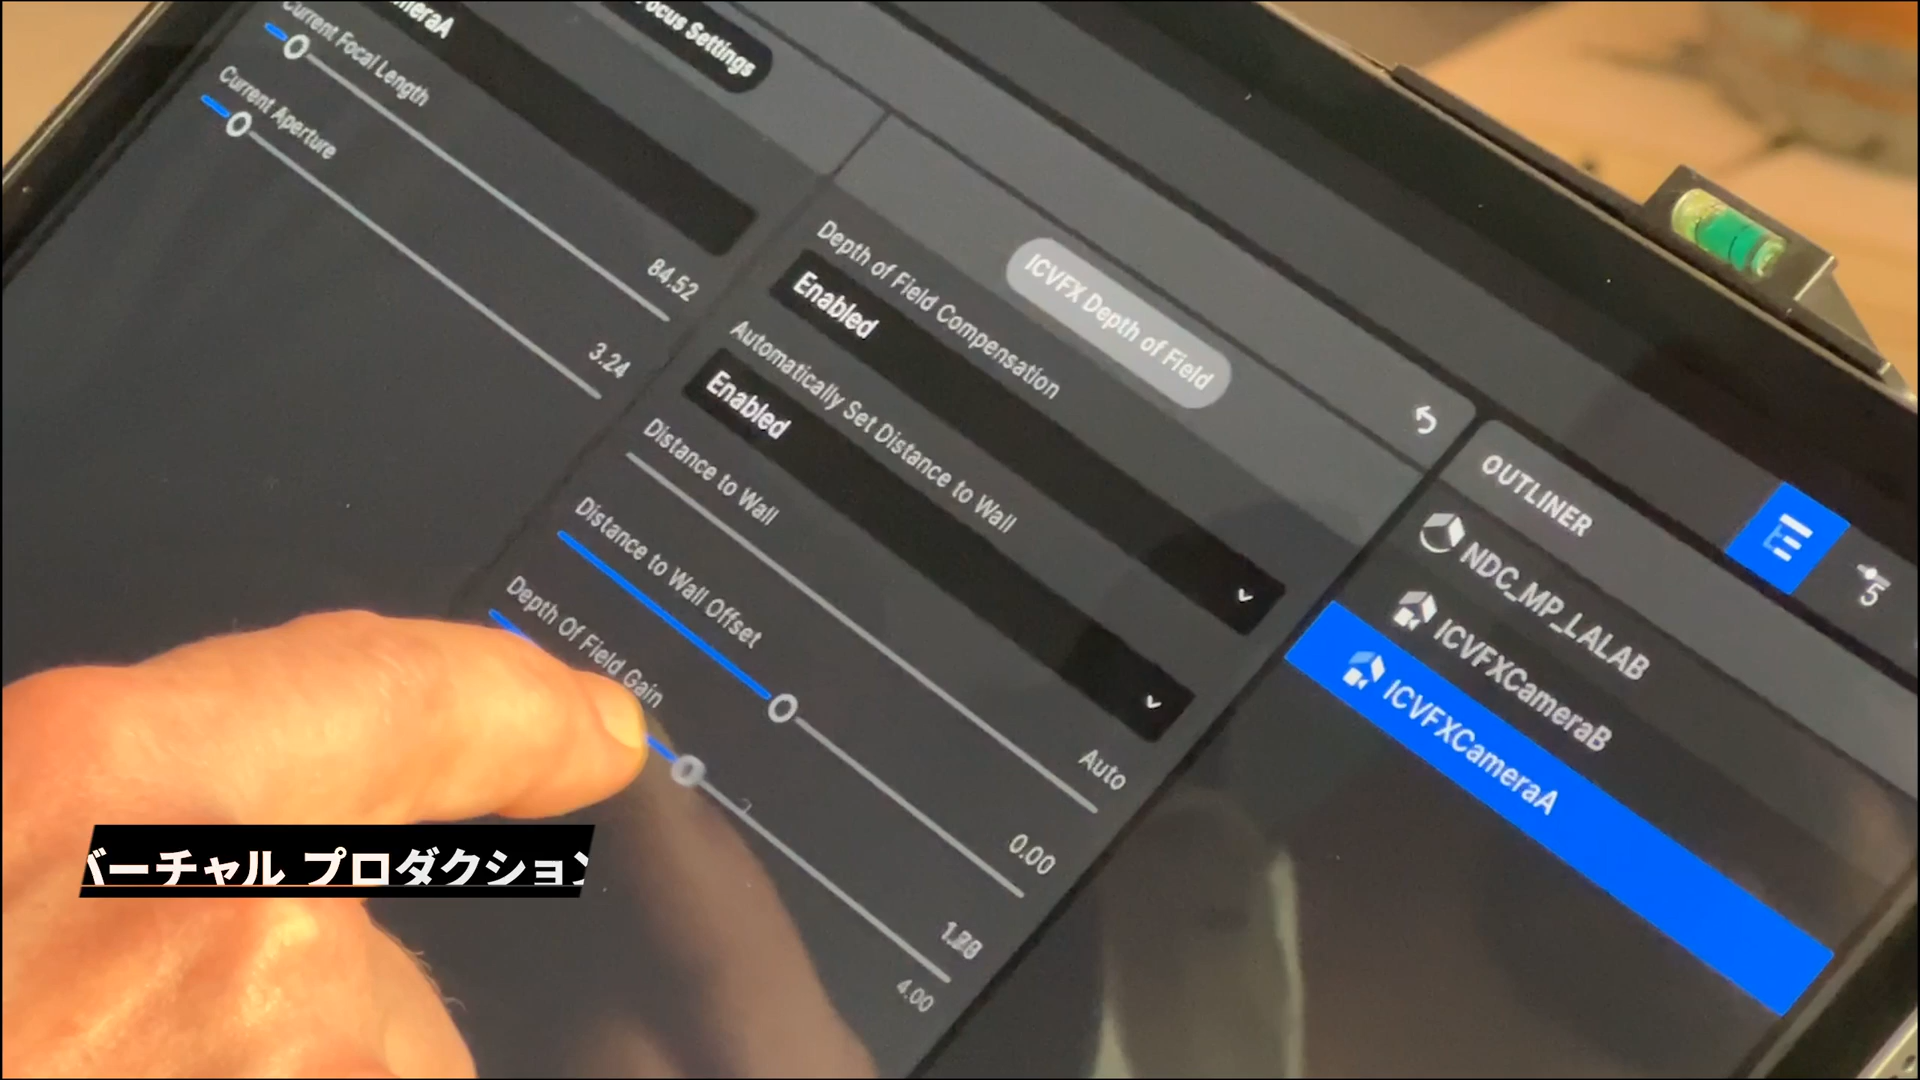 Focus Settings
Current Focal Length
84.52
Current Aperture
3.24
ICVFX Depth of Field
Depth of Field Compensation
Enabled
Automatically Set Distance to Wall
Enabled
Distance to Wall
Auto
Distance to Wall Offset
0.00
Depth Of Field Gain
4.00
OUTLINER
NDC_MP_LALAB
ICVFXCameraB
ICVFXCameraA
5
バーチャル プロダクション